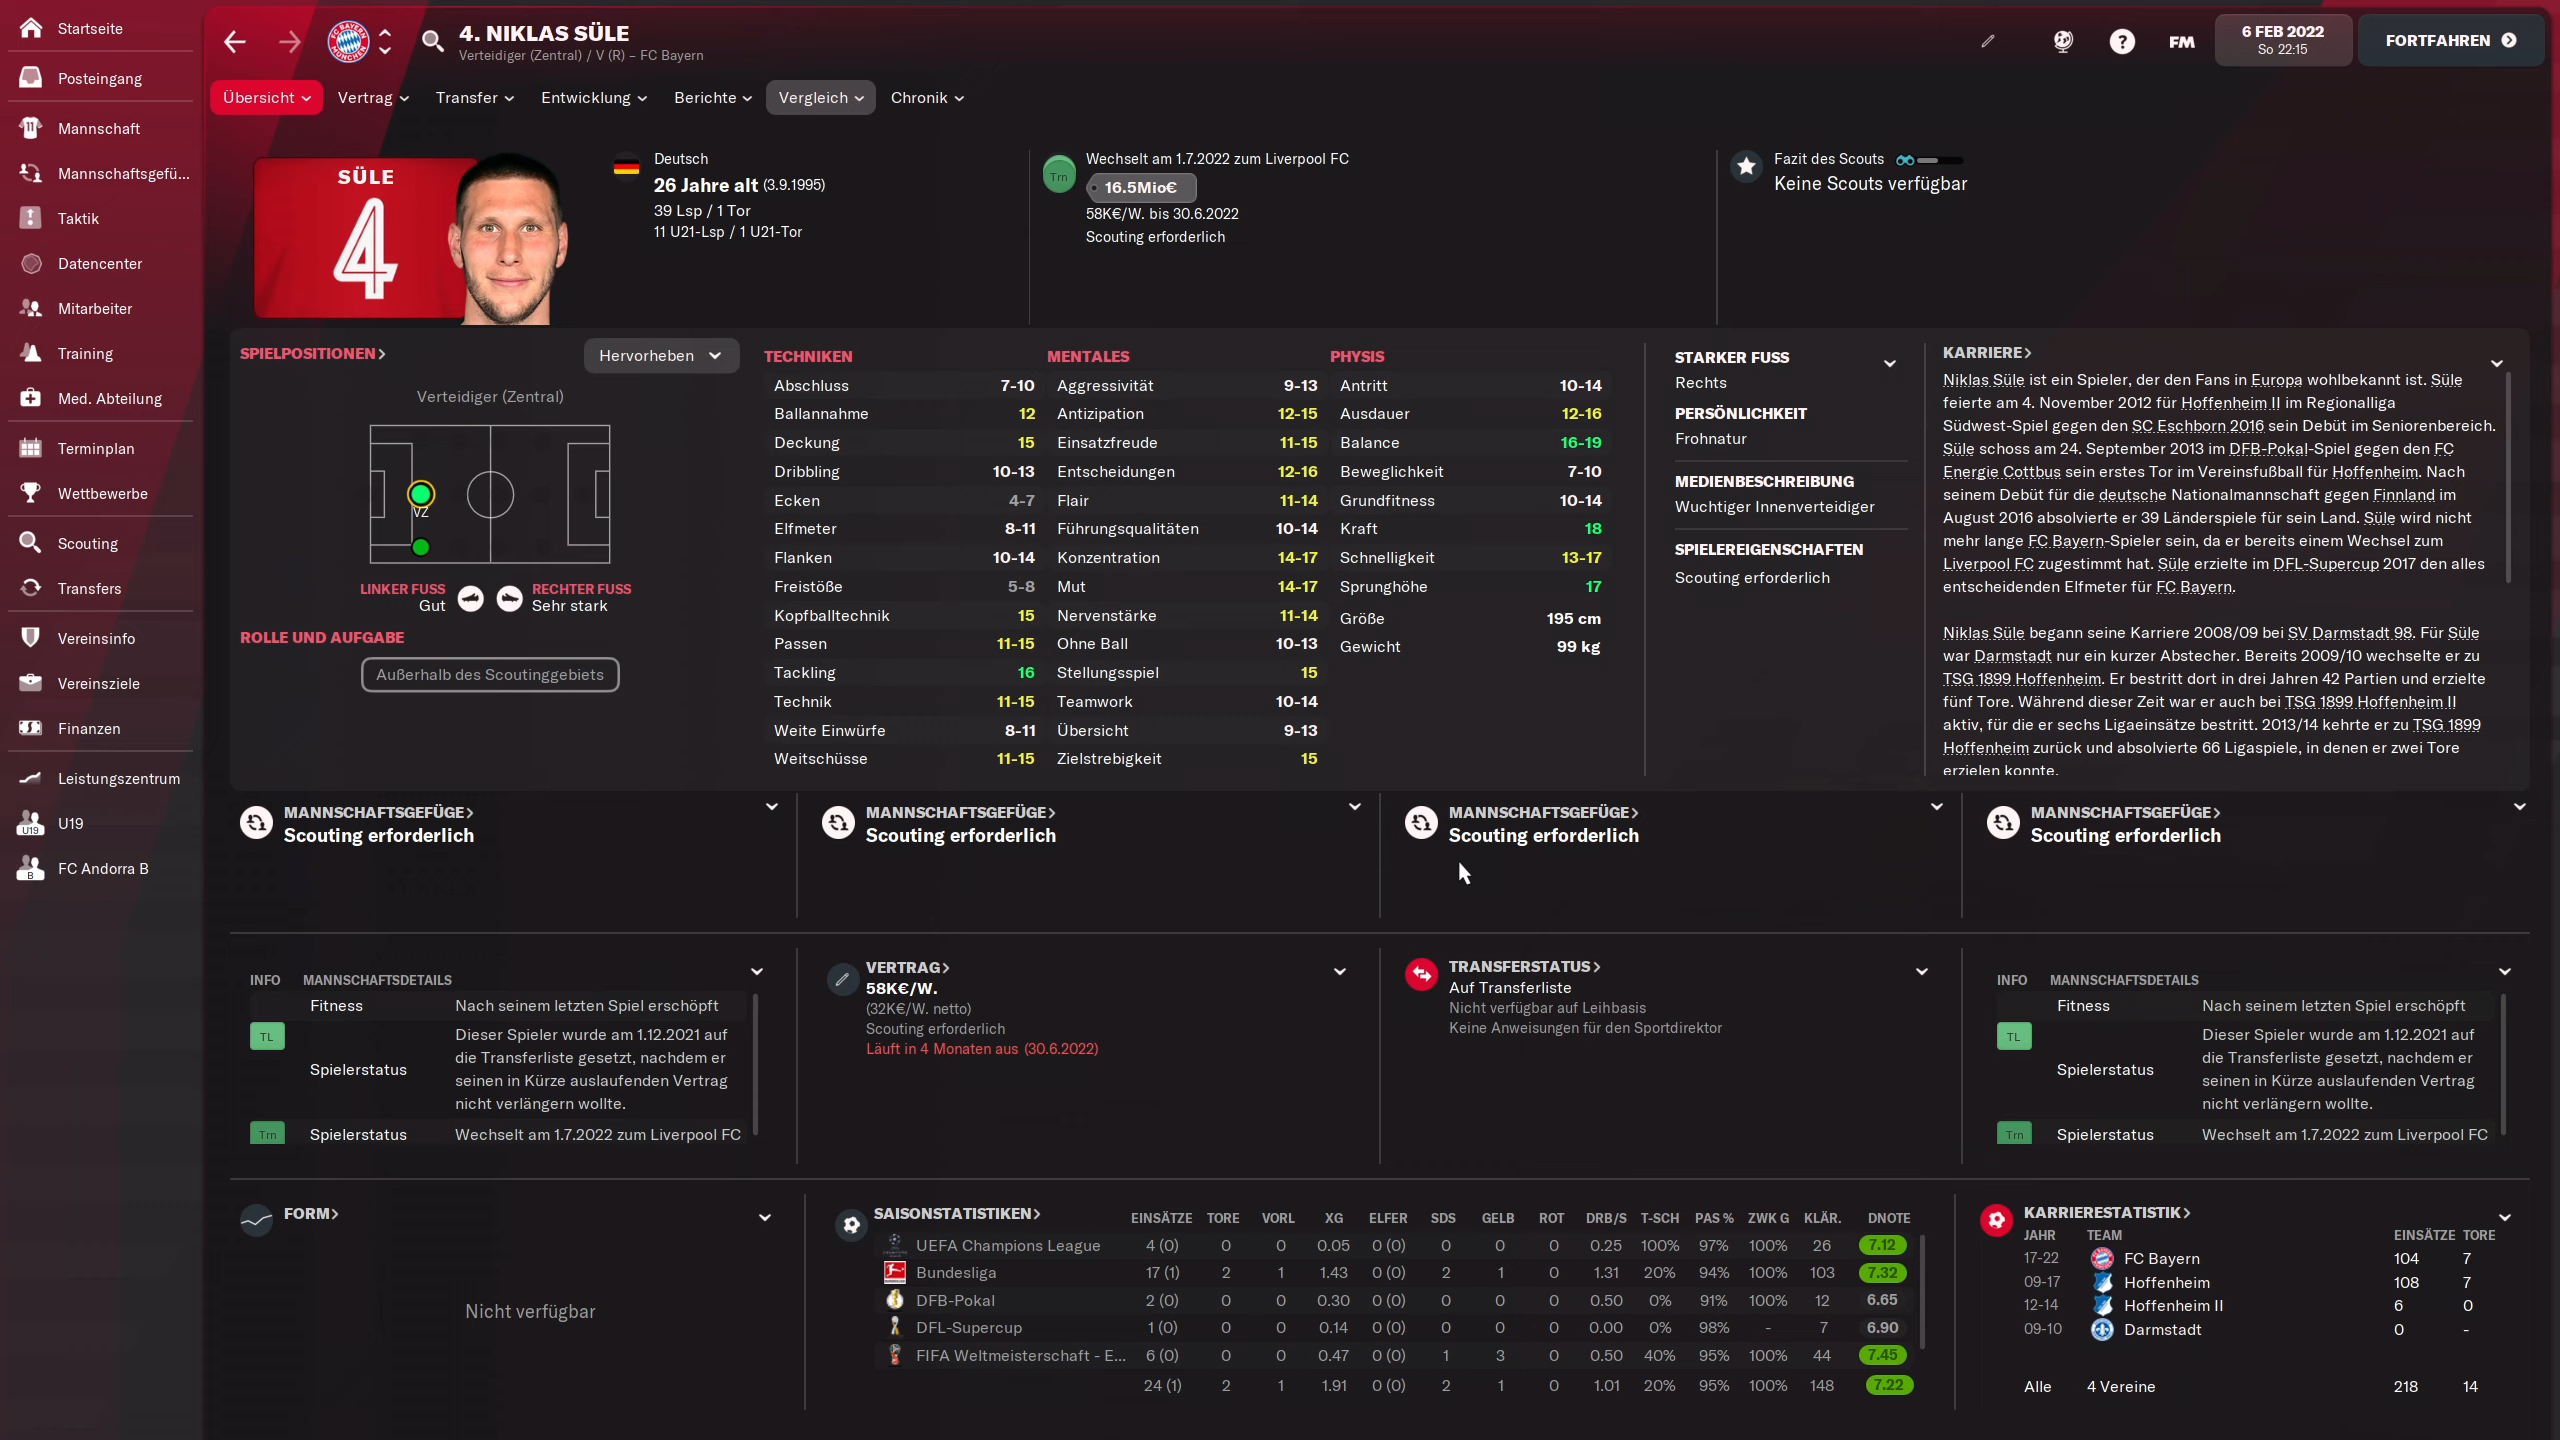 Startseite
Posteingang
Mannschaft
Mannschaftsgefü...
Taktik
Datencenter
Mitarbeiter
Training
Med. Abteilung
Terminplan
Wettbewerbe
Scouting
Transfers
Vereinsinfo
Vereinsziele
Finanzen
Leistungszentrum
U19
FC Andorra B
4. NIKLAS SÜLE
Verteidiger (Zentral) / V (R) – FC Bayern
FM
6 FEB 2022
So 22:15
FORTFAHREN
Übersicht Vertrag Transfer Entwicklung Berichte Vergleich Chronik
SÜLE
4
Deutsch
26 Jahre alt (3.9.1995)
39 Lsp / 1 Tor
11 U21-Lsp / 1 U21-Tor
Trn
Wechselt am 1.7.2022 zum Liverpool FC
16.5Mio€
58K€/W. bis 30.6.2022
Scouting erforderlich
Fazit des Scouts
Keine Scouts verfügbar
SPIELPOSITIONEN>
Hervorheben
Verteidiger (Zentral)
VZ
LINKER FUSS
Gut
RECHTER FUSS
Sehr stark
ROLLE UND AUFGABE
Außerhalb des Scoutinggebiets
TECHNIKEN
Abschluss 7-10
Ballannahme 12
Deckung 15
Dribbling 10-13
Ecken 4-7
Elfmeter 8-11
Flanken 10-14
Freistöße 5-8
Kopfballtechnik 15
Passen 11-15
Tackling 16
Technik 11-15
Weite Einwürfe 8-11
Weitschüsse 11-15
MENTALES
Aggressivität 9-13
Antizipation 12-15
Einsatzfreude 11-15
Entscheidungen 12-16
Flair 11-14
Führungsqualitäten 10-14
Konzentration 14-17
Mut 14-17
Nervenstärke 11-14
Ohne Ball 10-13
Stellungsspiel 15
Teamwork 10-14
Übersicht 9-13
Zielstrebigkeit 15
PHYSIS
Antritt 10-14
Ausdauer 12-16
Balance 16-19
Beweglichkeit 7-10
Grundfitness 10-14
Kraft 18
Schnelligkeit 13-17
Sprunghöhe 17
Größe 195 cm
Gewicht 99 kg
STARKER FUSS
Rechts
PERSÖNLICHKEIT
Frohnatur
MEDIENBESCHREIBUNG
Wuchtiger Innenverteidiger
SPIELEREIGENSCHAFTEN
Scouting erforderlich
KARRIERE>
Niklas Süle ist ein Spieler, der den Fans in Europa wohlbekannt ist. Süle
feierte am 4. November 2012 für Hoffenheim II im Regionalliga
Südwest-Spiel gegen den SC Eschborn 2016 sein Debüt im Seniorenbereich.
Süle schoss am 24. September 2013 im DFB-Pokal-Spiel gegen den FC
Energie Cottbus sein erstes Tor im Vereinsfußball für Hoffenheim. Nach
seinem Debüt für die deutsche Nationalmannschaft gegen Finnland im
August 2016 absolvierte er 39 Länderspiele für sein Land. Süle wird nicht
mehr lange FC Bayern-Spieler sein, da er bereits einem Wechsel zum
Liverpool FC zugestimmt hat. Süle erzielte im DFL-Supercup 2017 den alles
entscheidenden Elfmeter für FC Bayern.
Niklas Süle begann seine Karriere 2008/09 bei SV Darmstadt 98. Für Süle
war Darmstadt nur ein kurzer Abstecher. Bereits 2009/10 wechselte er zu
TSG 1899 Hoffenheim. Er bestritt dort in drei Jahren 42 Partien und erzielte
fünf Tore. Während dieser Zeit war er auch bei TSG 1899 Hoffenheim II
aktiv, für die er sechs Ligaeinsätze bestritt. 2013/14 kehrte er zu TSG 1899
Hoffenheim zurück und absolvierte 66 Ligaspiele, in denen er zwei Tore
erzielen konnte.
MANNSCHAFTSGEFÜGE>
Scouting erforderlich
MANNSCHAFTSGEFÜGE>
Scouting erforderlich
MANNSCHAFTSGEFÜGE>
Scouting erforderlich
MANNSCHAFTSGEFÜGE>
Scouting erforderlich
INFO MANNSCHAFTSDETAILS
Fitness Nach seinem letzten Spiel erschöpft
TL
Spielerstatus
Dieser Spieler wurde am 1.12.2021 auf
die Transferliste gesetzt, nachdem er
seinen in Kürze auslaufenden Vertrag
nicht verlängern wollte.
Trn Spielerstatus Wechselt am 1.7.2022 zum Liverpool FC
VERTRAG>
58K€/W.
(32K€/W. netto)
Scouting erforderlich
Läuft in 4 Monaten aus (30.6.2022)
TRANSFERSTATUS>
Auf Transferliste
Nicht verfügbar auf Leihbasis
Keine Anweisungen für den Sportdirektor
INFO MANNSCHAFTSDETAILS
Fitness Nach seinem letzten Spiel erschöpft
TL
Spielerstatus
Dieser Spieler wurde am 1.12.2021 auf
die Transferliste gesetzt, nachdem er
seinen in Kürze auslaufenden Vertrag
nicht verlängern wollte.
Trn Spielerstatus Wechselt am 1.7.2022 zum Liverpool FC
FORM>
Nicht verfügbar
SAISONSTATISTIKEN> EINSÄTZE TORE VORL XG ELFER SDS GELB ROT DRB/S T-SCH PAS % ZWK G KLÄR. DNOTE
UEFA Champions League 4 (0) 0 0 0.05 0 (0) 0 0 0 0.25 100% 97% 100% 26 7.12
Bundesliga 17 (1) 2 1 1.43 0 (0) 2 1 0 1.31 20% 94% 100% 103 7.32
DFB-Pokal 2 (0) 0 0 0.30 0 (0) 0 0 0 0.50 0% 91% 100% 12 6.65
DFL-Supercup 1 (0) 0 0 0.14 0 (0) 0 0 0 0.00 0% 98% - 7 6.90
FIFA Weltmeisterschaft - E... 6 (0) 0 0 0.47 0 (0) 1 3 0 0.50 40% 95% 100% 44 7.45
24 (1) 2 1 1.91 0 (0) 2 1 0 1.01 20% 95% 100% 148 7.22
KARRIERESTATISTIK>
JAHR TEAM EINSÄTZE TORE
17-22 FC Bayern 104 7
09-17 Hoffenheim 108 7
12-14 Hoffenheim II 6 0
09-10 Darmstadt 0 -
Alle 4 Vereine 218 14